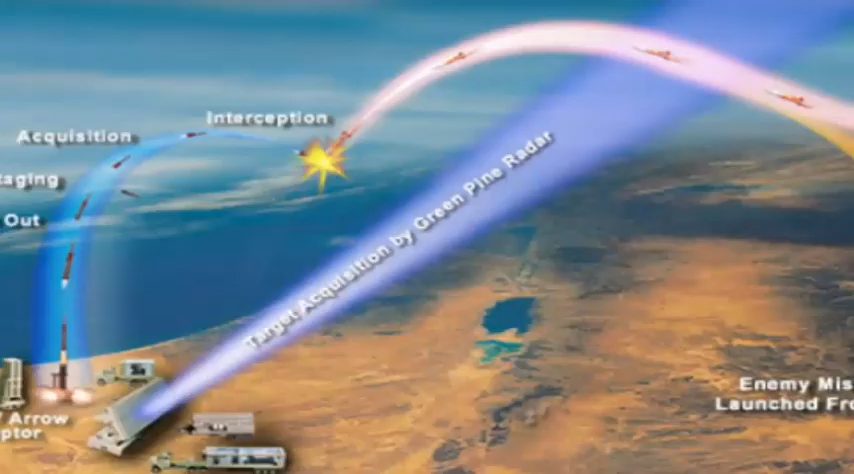 Interception
Acquisition
taging
Out
Target Acquisition by Green Pine Radar
Enemy Mis
Launched Fro
Arrow
ptor